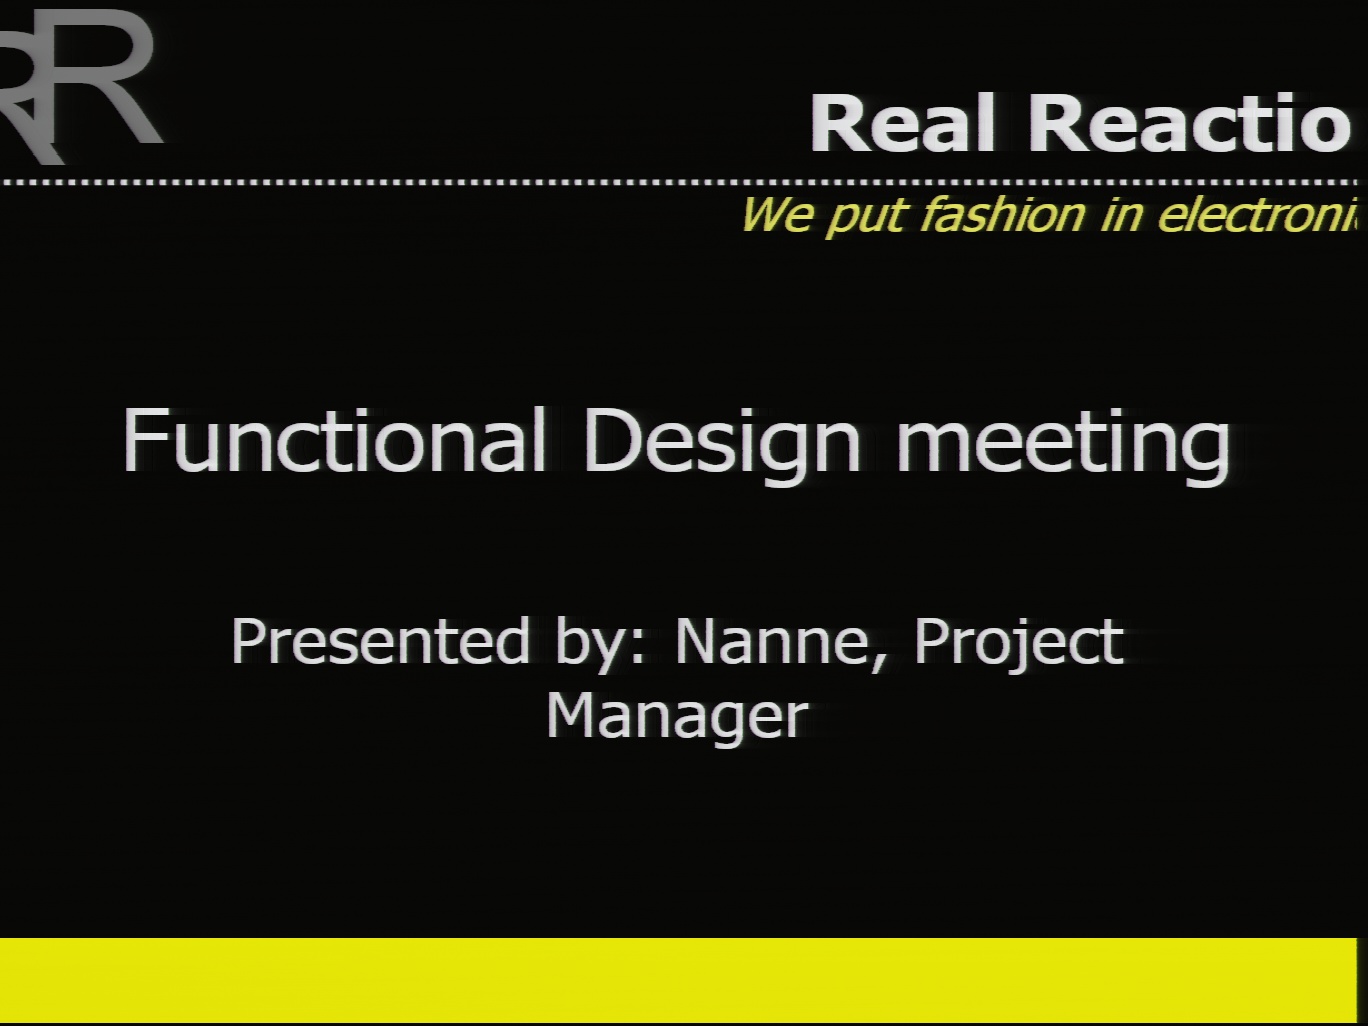 RR
Real Reactio
We put fashion in electroni
Functional Design meeting
Presented by: Nanne, Project
Manager